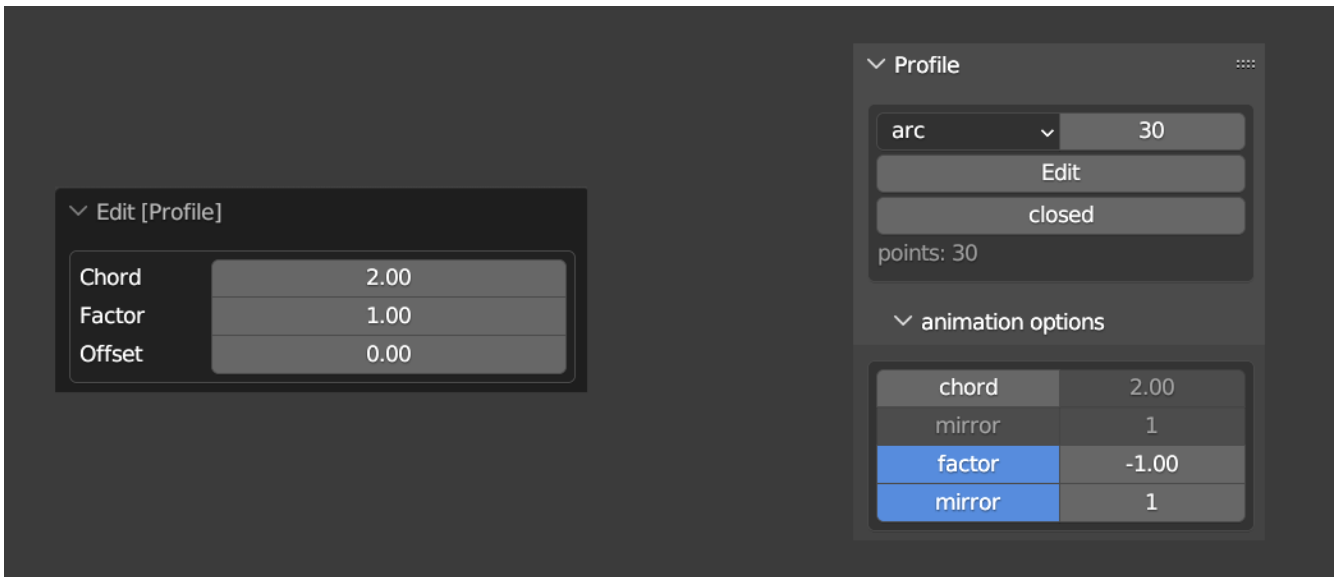 Edit [Profile]
Chord 2.00
Factor 1.00
Offset 0.00
Profile
arc 30
Edit
closed
points: 30
animation options
chord 2.00
mirror 1
factor -1.00
mirror 1